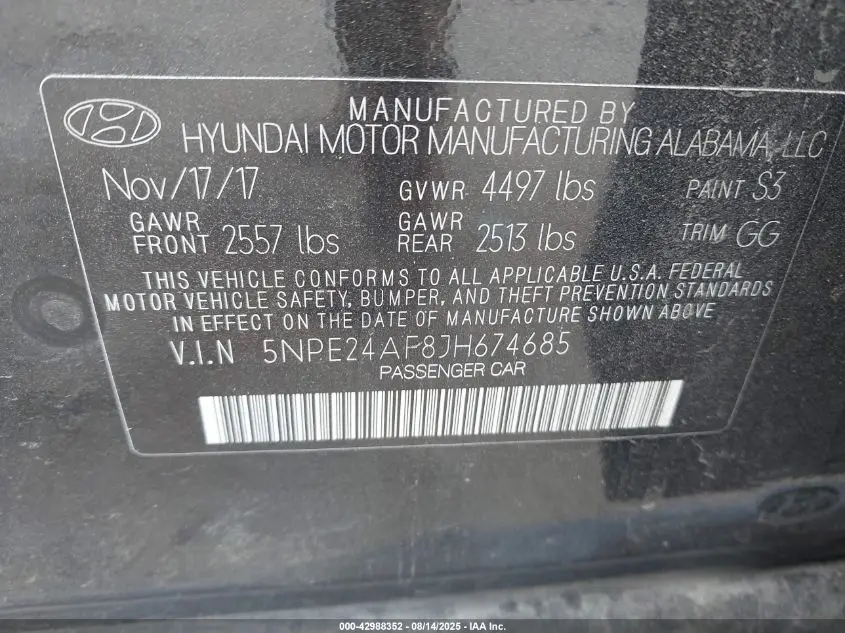 MANUFACTURED BY
HYUNDAI MOTOR MANUFACTURING ALABAMA, LLC
Nov/17/17 GVWR 4497 lbs PAINT S3
GAWR FRONT 2557 lbs GAWR REAR 2513 lbs TRIM GG
THIS VEHICLE CONFORMS TO ALL APPLICABLE U.S.A. FEDERAL
MOTOR VEHICLE SAFETY, BUMPER, AND THEFT PREVENTION STANDARDS
IN EFFECT ON THE DATE OF MANUFACTURE SHOWN ABOVE
V.I.N 5NPE24AF8JH674685
PASSENGER CAR
000-42988352 - 08/14/2025 - IAA Inc.